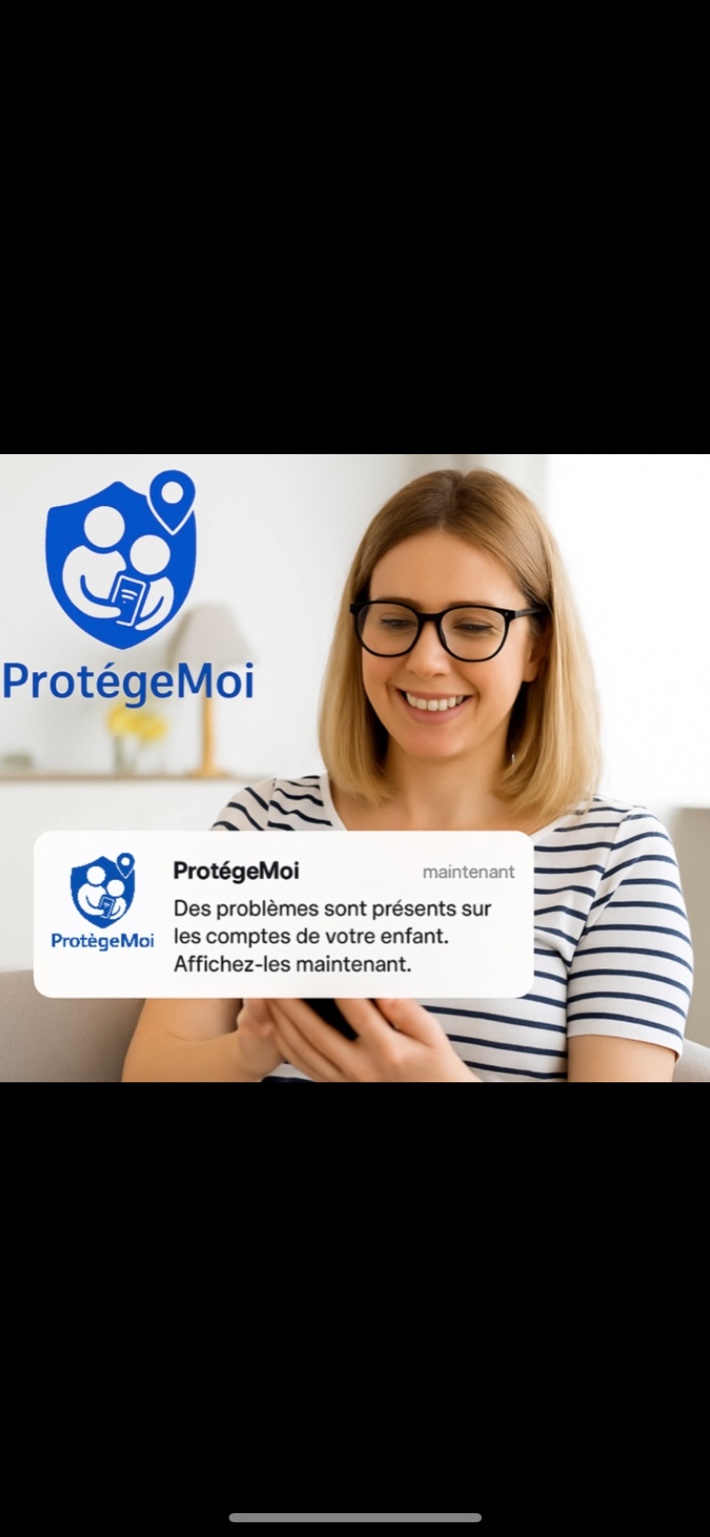 ProtégeMoi
ProtégeMoi
maintenant
ProtègeMoi
Des problèmes sont présents sur
les comptes de votre enfant.
Affichez-les maintenant.